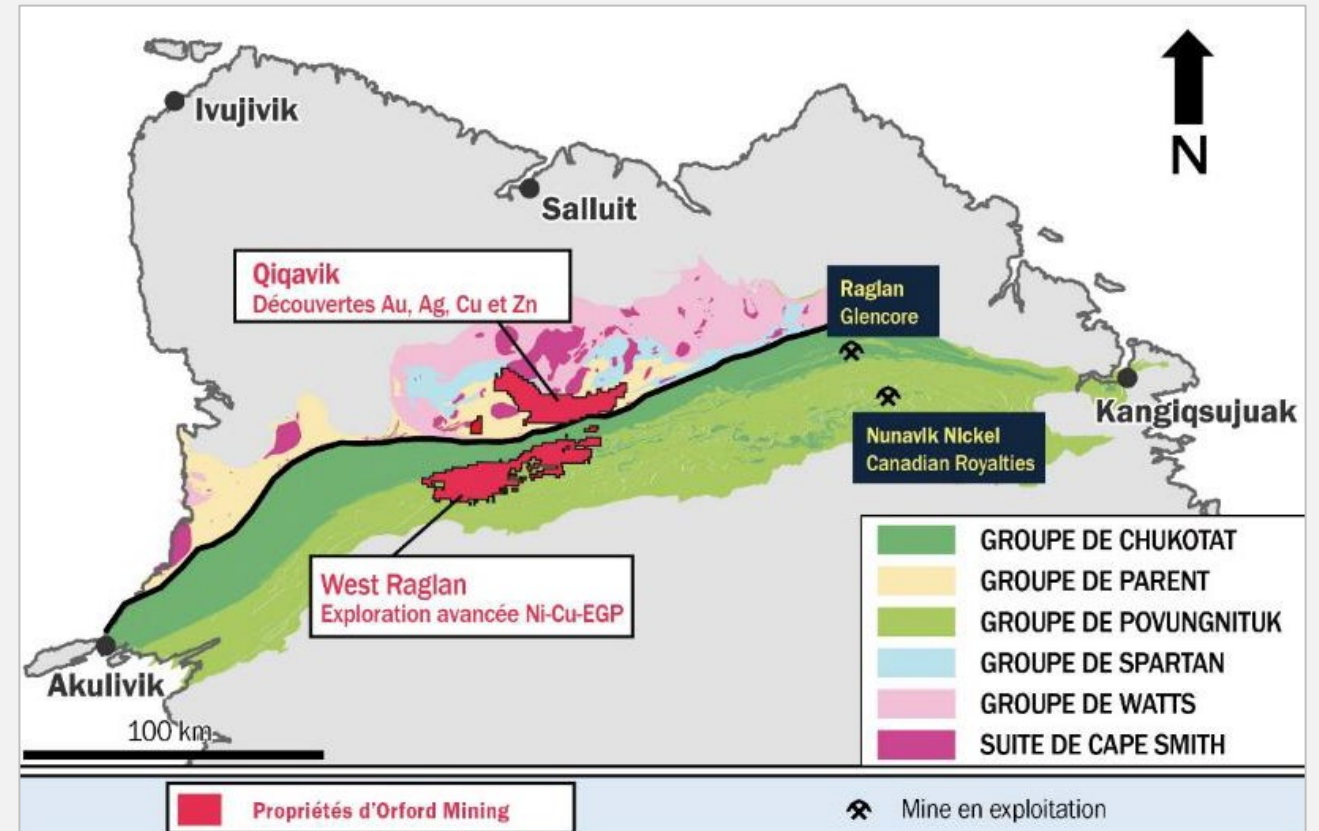 Ivujivik
N
Salluit
Qiqavik
Découvertes Au, Ag, Cu et Zn
Raglan
Glencore
Kangiqsujuak
Nunavik Nickel
Canadian Royalties
West Raglan
Exploration avancée Ni-Cu-EGP
Akulivik
100 km
GROUPE DE CHUKOTAT
GROUPE DE PARENT
GROUPE DE POVUNGNITUK
GROUPE DE SPARTAN
GROUPE DE WATTS
SUITE DE CAPE SMITH
Propriétés d'Orford Mining
Mine en exploitation